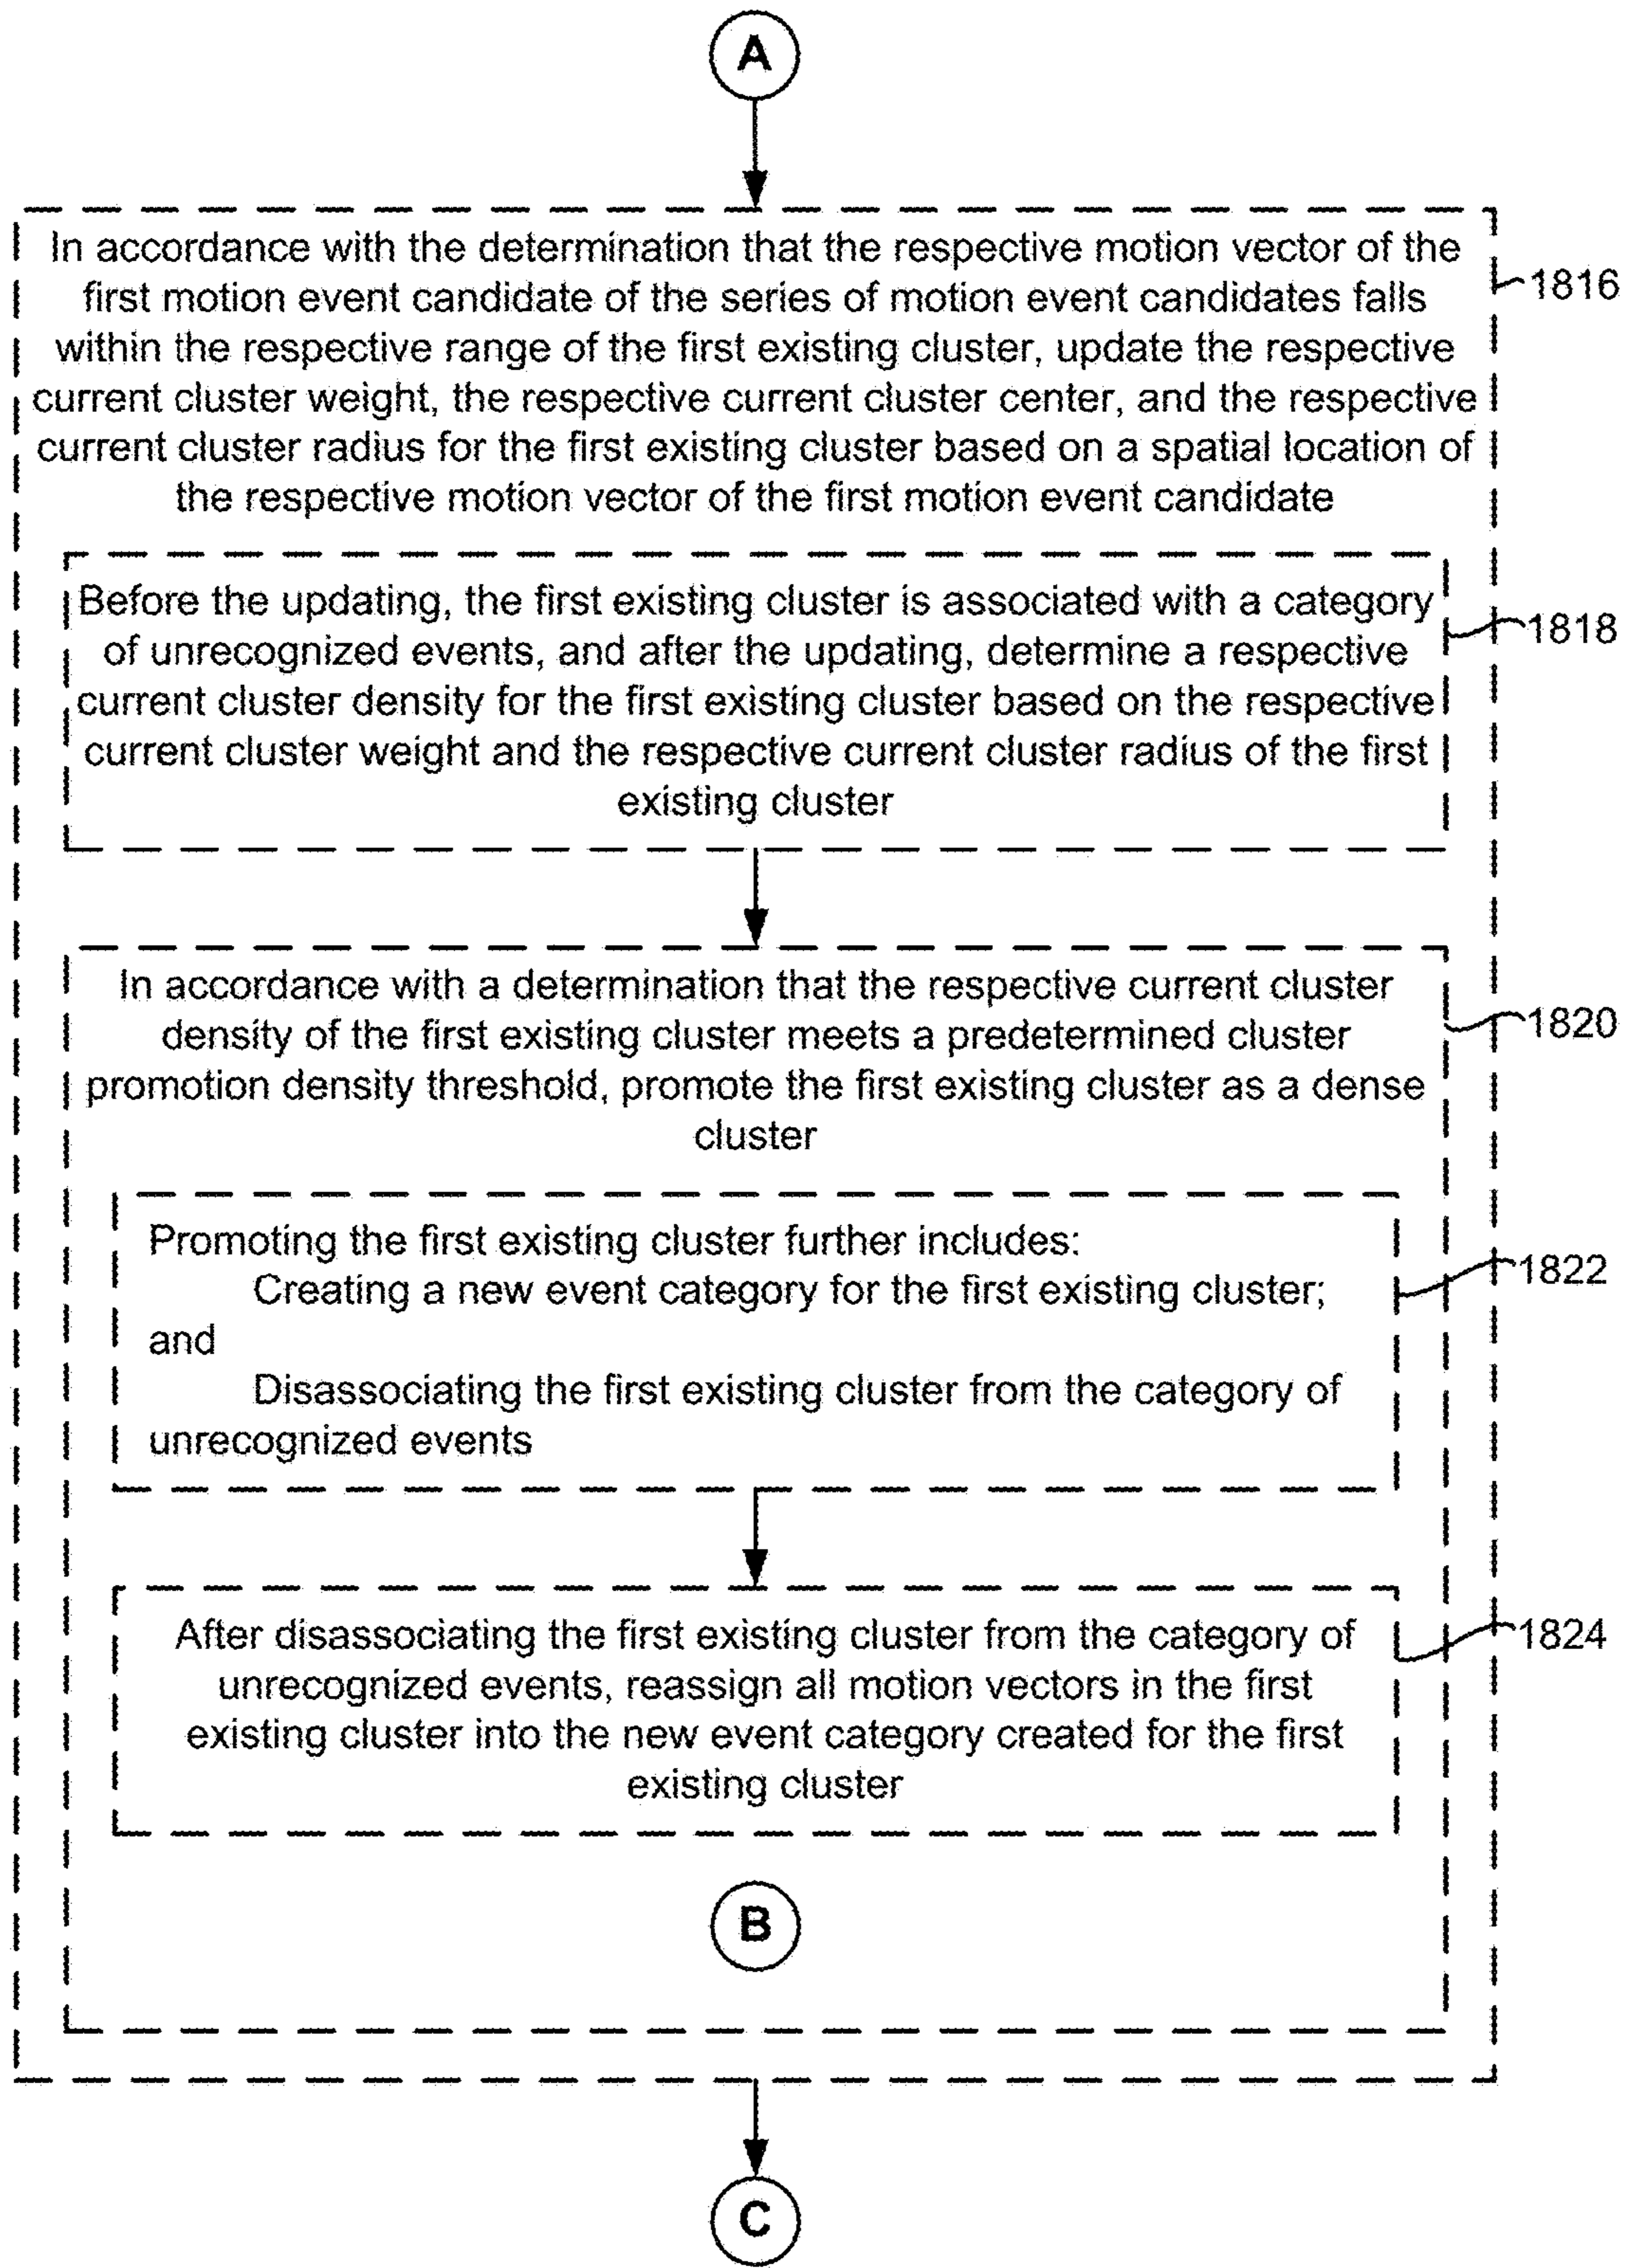 A
In accordance with the determination that the respective motion vector of the
first motion event candidate of the series of motion event candidates falls
within the respective range of the first existing cluster, update the respective
current cluster weight, the respective current cluster center, and the respective
current cluster radius for the first existing cluster based on a spatial location of
the respective motion vector of the first motion event candidate
1816
Before the updating, the first existing cluster is associated with a category
of unrecognized events, and after the updating, determine a respective
current cluster density for the first existing cluster based on the respective
current cluster weight and the respective current cluster radius of the first
existing cluster
1818
In accordance with a determination that the respective current cluster
density of the first existing cluster meets a predetermined cluster
promotion density threshold, promote the first existing cluster as a dense
cluster
1820
Promoting the first existing cluster further includes:
Creating a new event category for the first existing cluster;
and
Disassociating the first existing cluster from the category of
unrecognized events
1822
After disassociating the first existing cluster from the category of
unrecognized events, reassign all motion vectors in the first
existing cluster into the new event category created for the first
existing cluster
1824
B
C